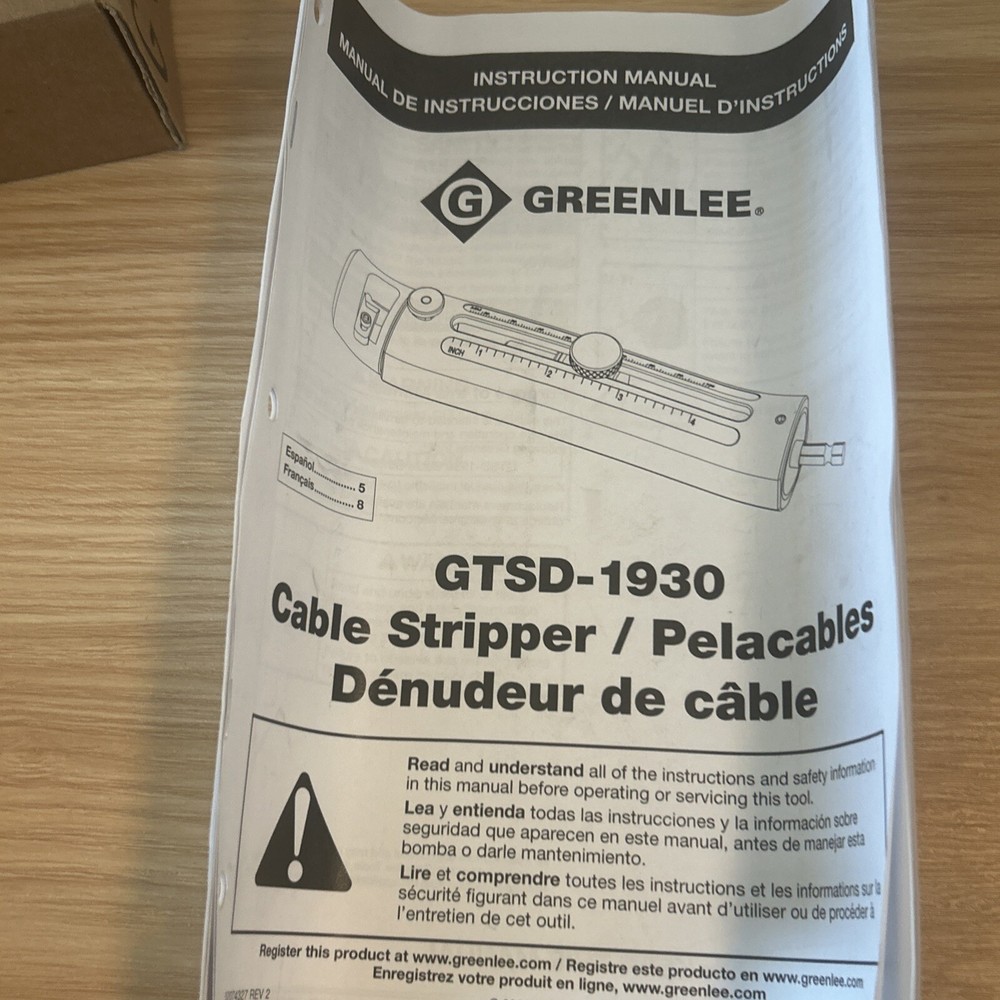 INSTRUCTION MANUAL
MANUAL DE INSTRUCCIONES / MANUEL D'INSTRUCTIONS
G GREENLEE®
INCH 1 2 3 4
Español.............. 5
Français.............. 8
GTSD-1930
Cable Stripper / Pelacables
Dénudeur de câble
Read and understand all of the instructions and safety information
in this manual before operating or servicing this tool.
Lea y entienda todas las instrucciones y la información sobre
seguridad que aparecen en este manual, antes de manejar esta
bomba o darle mantenimiento.
Lire et comprendre toutes les instructions et les informations sur la
sécurité figurant dans ce manuel avant d'utiliser ou de procéder à
l'entretien de cet outil.
Register this product at www.greenlee.com / Registre este producto en www.greenlee.com
Enregistrez votre produit en ligne, www.greenlee.com
REV 2